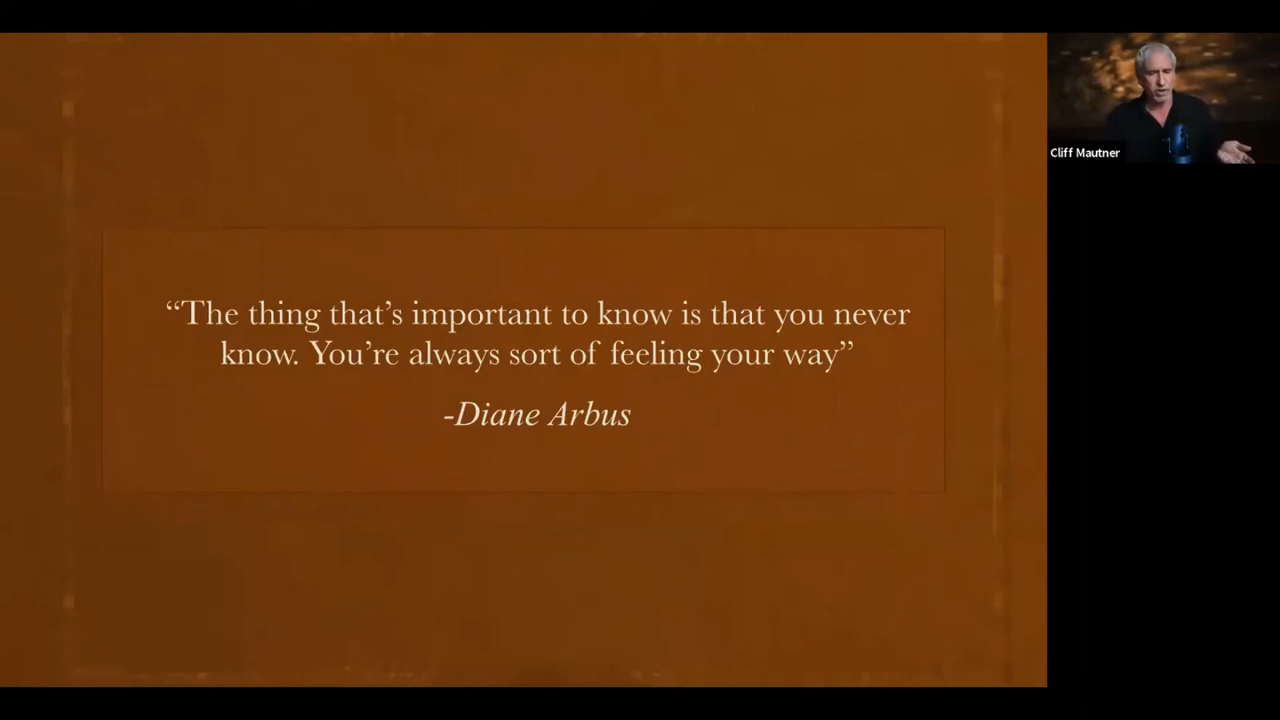 “The thing that’s important to know is that you never
know. You’re always sort of feeling your way”
-Diane Arbus
Cliff Mautner